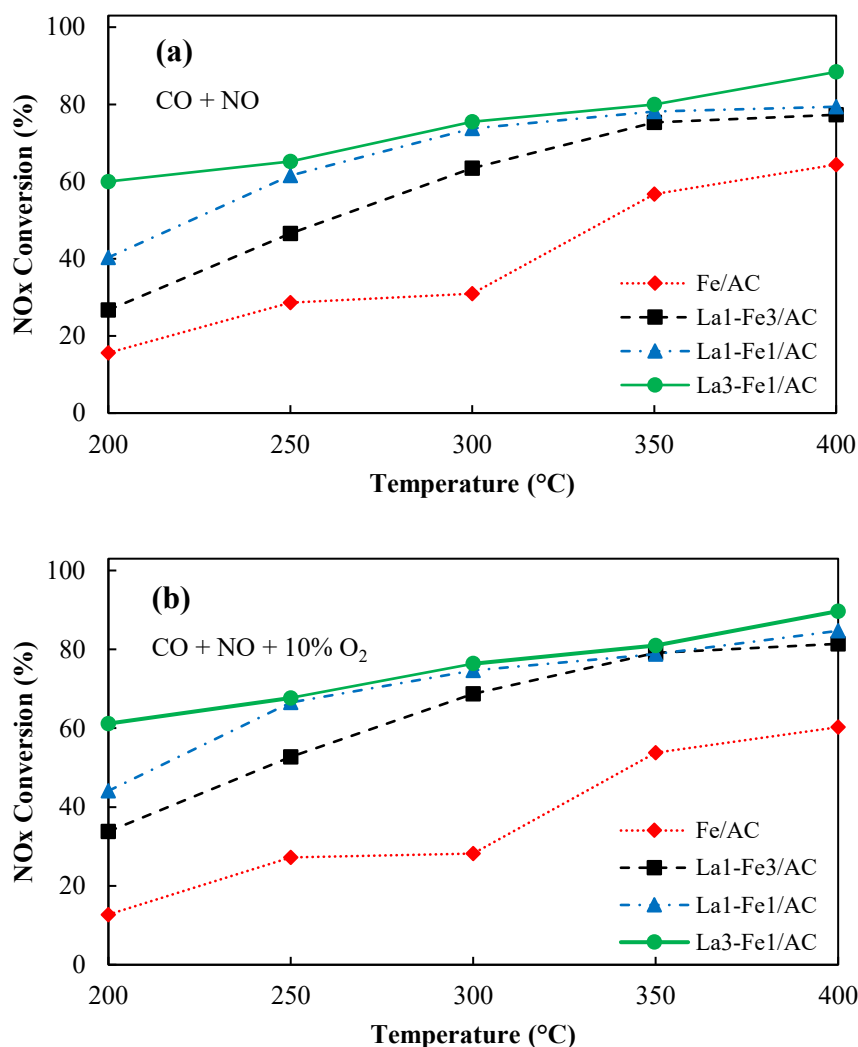 (a)
CO + NO
NOx Conversion (%)
100
80
60
40
20
0
200 250 300 350 400
Temperature (°C)
Fe/AC
La1-Fe3/AC
La1-Fe1/AC
La3-Fe1/AC
(b)
CO + NO + 10% O₂
NOx Conversion (%)
100
80
60
40
20
0
200 250 300 350 400
Temperature (°C)
Fe/AC
La1-Fe3/AC
La1-Fe1/AC
La3-Fe1/AC